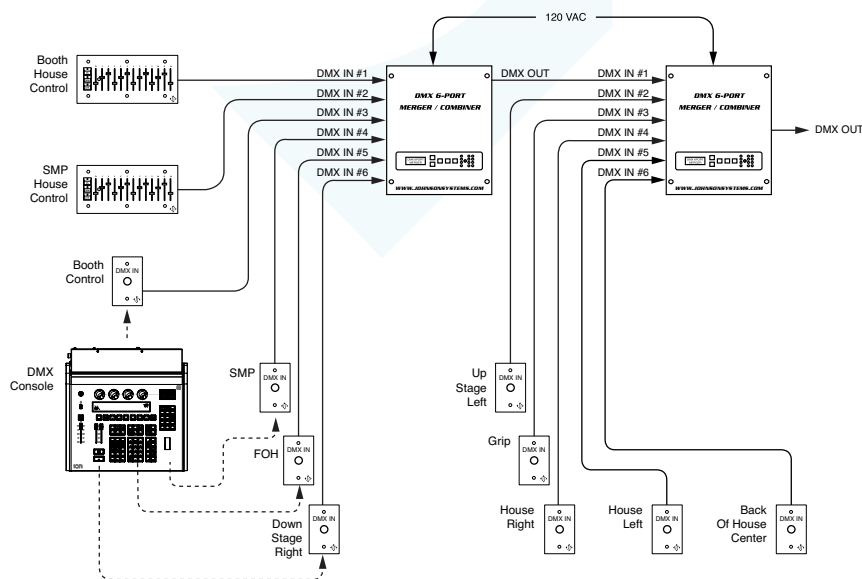 120 VAC
Booth
House
Control
DMX IN #1
DMX IN #2
DMX IN #3
DMX IN #4
DMX IN #5
DMX IN #6
DMX 6-PORT
MERGER / COMBINER
WWW.JOHNSONSYSTEMS.COM
DMX OUT
DMX IN #1
DMX IN #2
DMX IN #3
DMX IN #4
DMX IN #5
DMX IN #6
DMX 6-PORT
MERGER / COMBINER
WWW.JOHNSONSYSTEMS.COM
DMX OUT
SMP
House
Control
Booth
Control
DMX IN
DMX
Console
ion
SMP
DMX IN
FOH
DMX IN
Down
Stage
Right
DMX IN
Up
Stage
Left
DMX IN
Grip
DMX IN
House
Right
DMX IN
House
Left
DMX IN
Back
Of House
Center
DMX IN